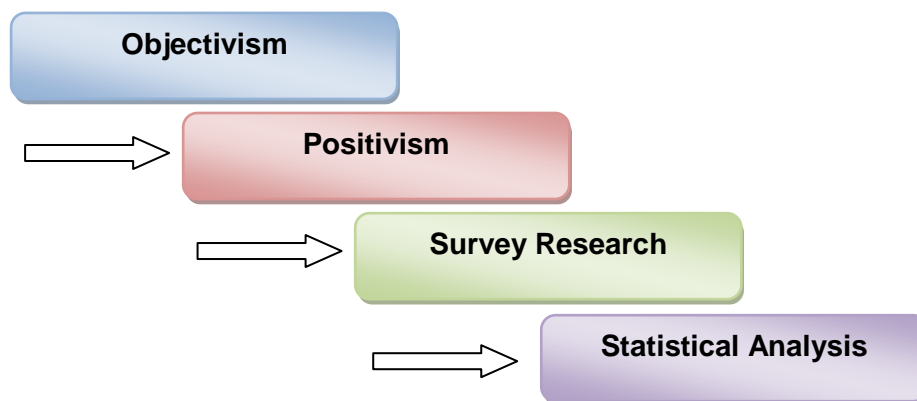 Objectivism
Positivism
Survey Research
Statistical Analysis